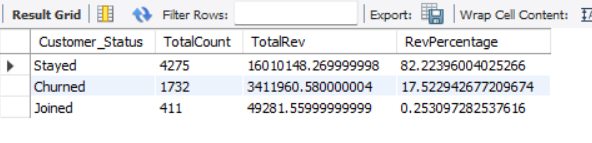 Result Grid Filter Rows: Export: Wrap Cell Content:
Customer_Status TotalCount TotalRev RevPercentage
Stayed 4275 16010148.269999998 82.22396004025266
Churned 1732 3411960.580000004 17.522942677209674
Joined 411 49281.55999999999 0.253097282537616